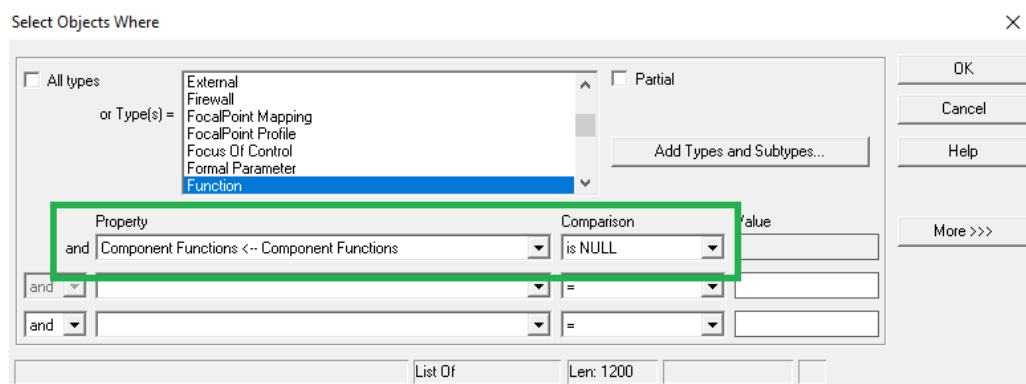 Select Objects Where
All types
or Type(s) =
External
Firewall
FocalPoint Mapping
FocalPoint Profile
Focus Of Control
Formal Parameter
Function
Partial
Add Types and Subtypes...
OK
Cancel
Help
More >>>
Property Comparison Value
and Component Functions <-- Component Functions is NULL
and =
and =
List Of Len: 1200